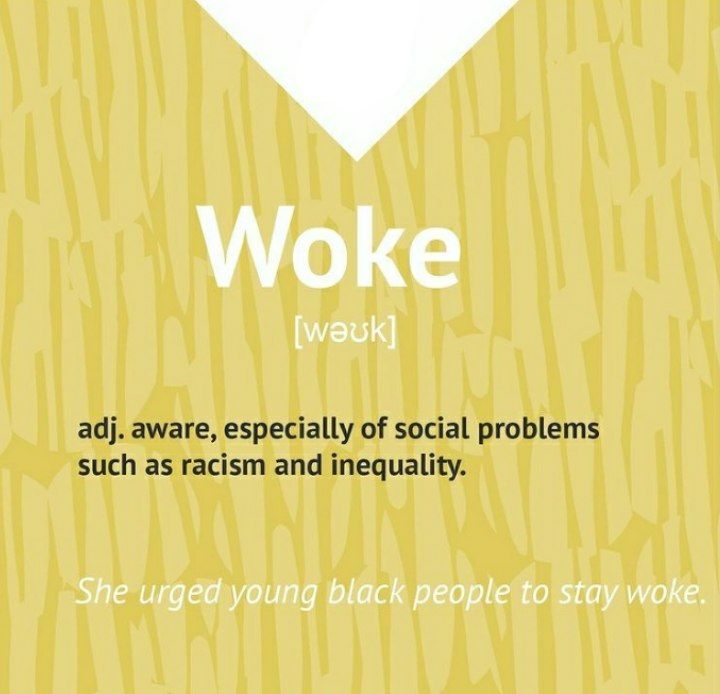 Woke
[wəʊk]
adj. aware, especially of social problems
such as racism and inequality.
She urged young black people to stay woke.